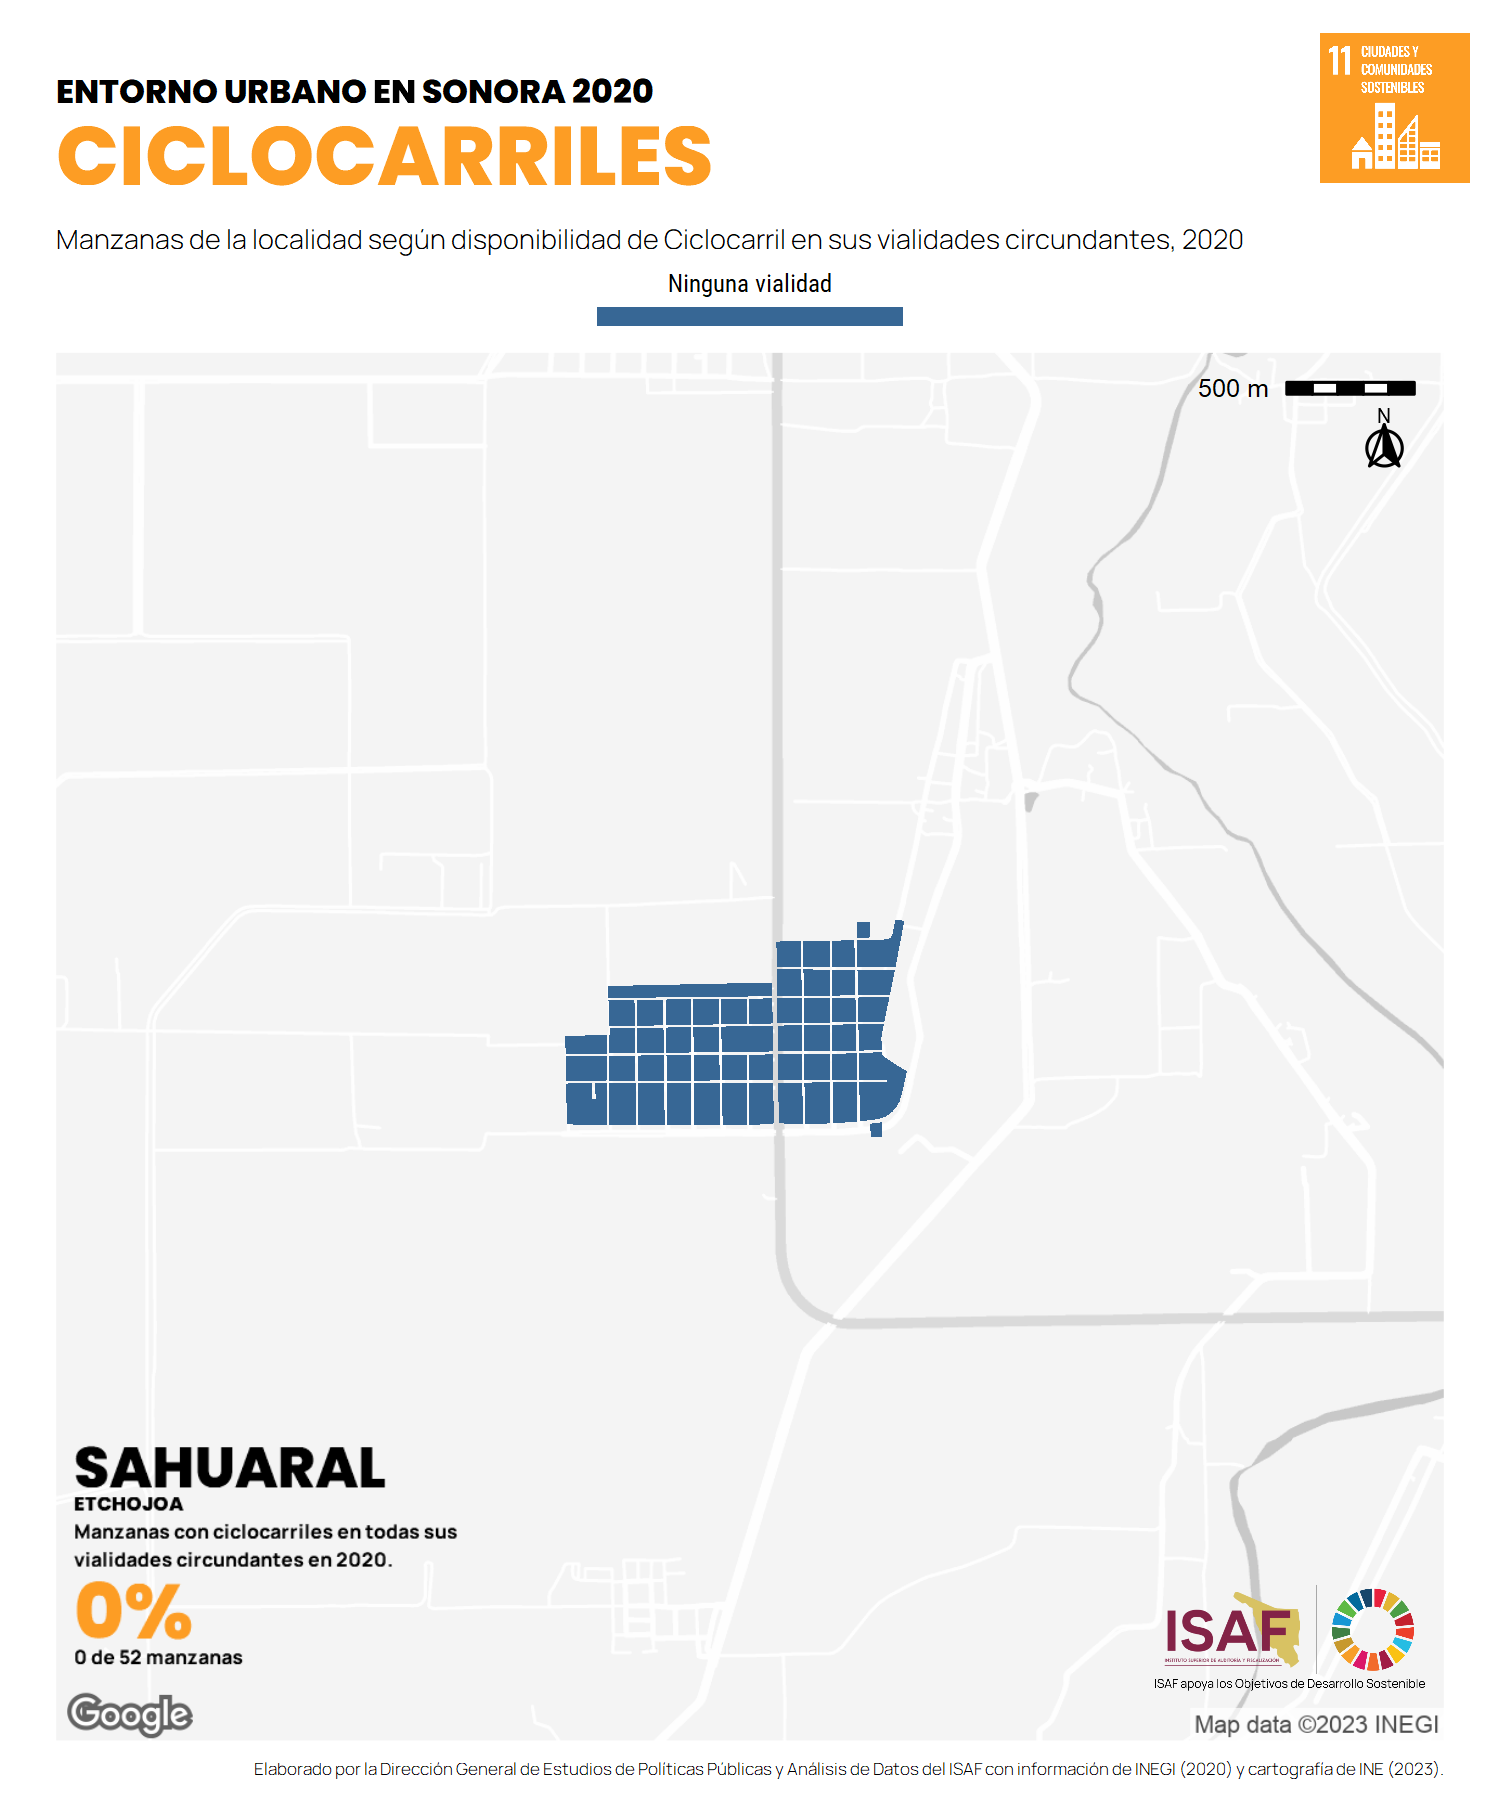 ENTORNO URBANO EN SONORA 2020
CICLOCARRILES
11 CIUDADES Y
COMUNIDADES
SOSTENIBLES
Manzanas de la localidad según disponibilidad de Ciclocarril en sus vialidades circundantes, 2020
Ninguna vialidad
500 m
N
SAHUARAL
ETCHOJOA
Manzanas con ciclocarriles en todas sus
vialidades circundantes en 2020.
0%
0 de 52 manzanas
Google
ISAF
INSTITUTO SUPERIOR DE AUDITORÍA Y FISCALIZACIÓN
ISAF apoya los Objetivos de Desarrollo Sostenible
Map data ©2023 INEGI
Elaborado por la Dirección General de Estudios de Políticas Públicas y Análisis de Datos del ISAF con información de INEGI (2020) y cartografía de INE (2023).